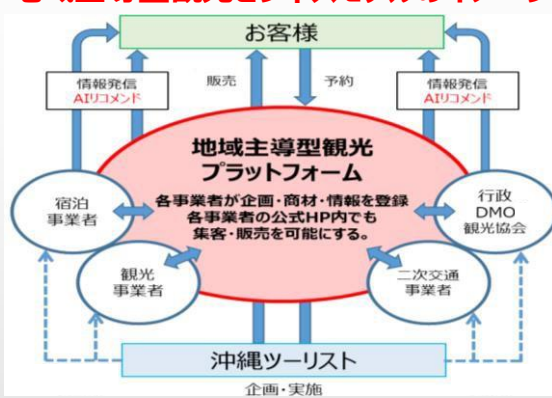 お客様
情報発信
AIリコメンド
販売
予約
情報発信
AIリコメンド
地域主導型観光
プラットフォーム
各事業者が企画・商材・情報を登録
各事業者の公式HP内でも
集客・販売を可能にする。
宿泊
事業者
行政
DMO
観光協会
観光
事業者
二次交通
事業者
沖縄ツーリスト
企画・実施